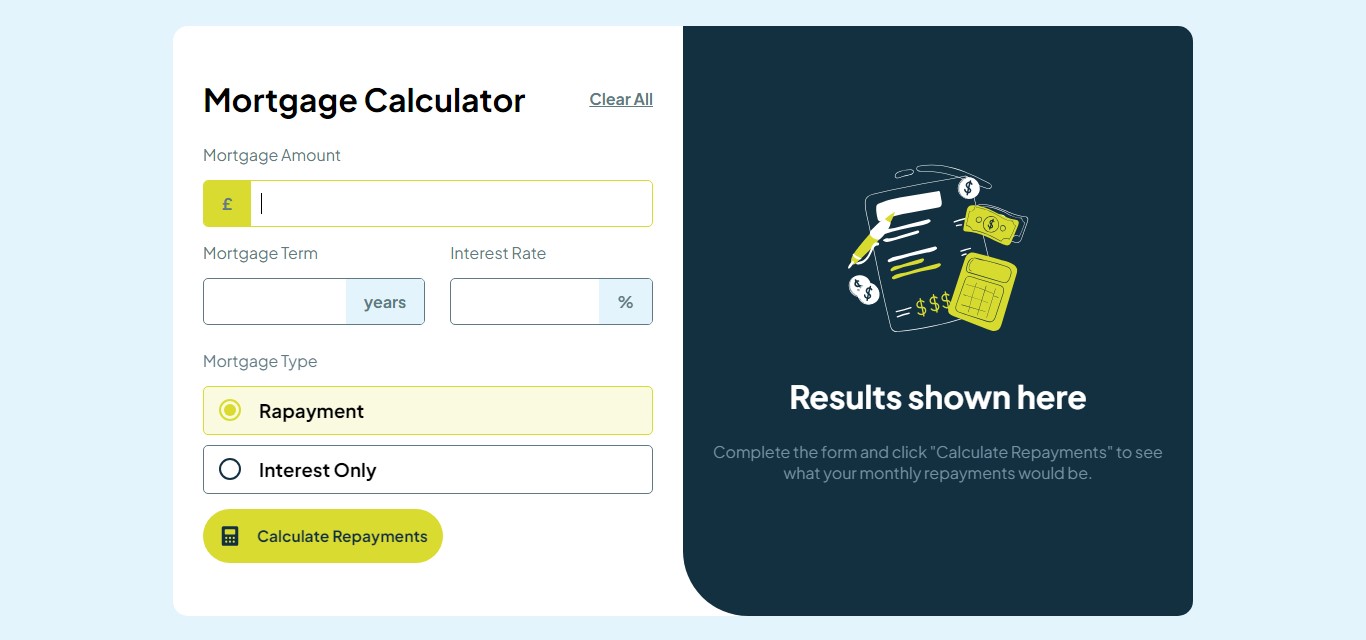 Mortgage Calculator
Clear All
Mortgage Amount
£
Mortgage Term
Interest Rate
years
%
Mortgage Type
Rapayment
Interest Only
Calculate Repayments
$
$
$
$
$$$
Results shown here
Complete the form and click "Calculate Repayments" to see
what your monthly repayments would be.